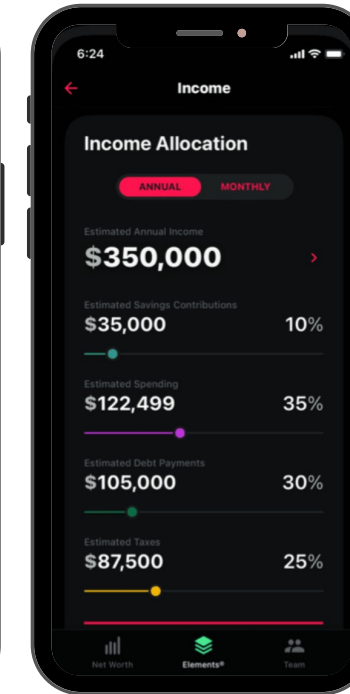 6:24
Income
Income Allocation
ANNUAL MONTHLY
Estimated Annual Income
$350,000
Estimated Savings Contributions
$35,000 10%
Estimated Spending
$122,499 35%
Estimated Debt Payments
$105,000 30%
Estimated Taxes
$87,500 25%
Net Worth Elements® Team